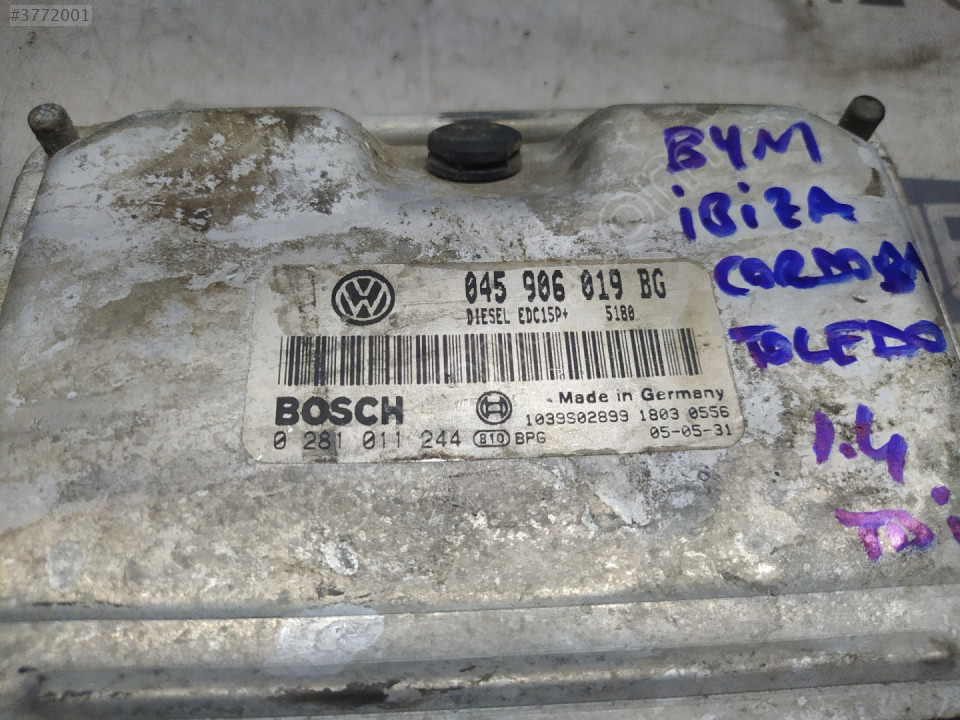 #3772001
BYM
iBiZA
CORDOBA
TOLEDO
1.4
TDi
045 906 019 BG
DIESEL EDC15P+ 5180
BOSCH
Made in Germany
1039S02899 1803 0556
0 281 011 244 810 BPG
05-05-31